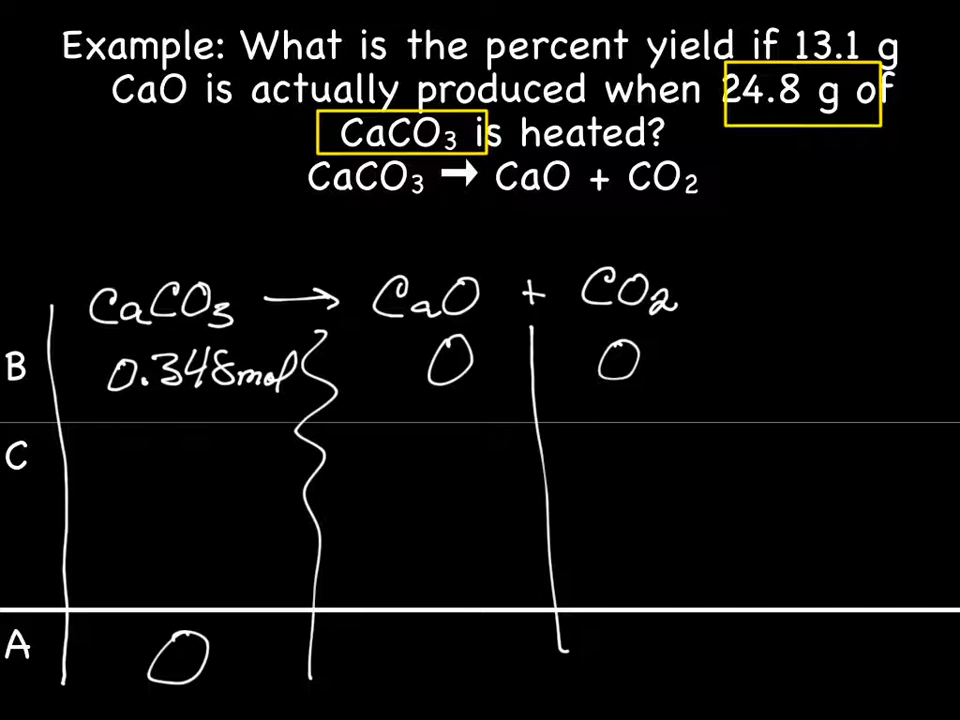 Example: What is the percent yield if 13.1 g
CaO is actually produced when 24.8 g of
CaCO₃ is heated?
CaCO₃ → CaO + CO₂
CaCO₃ → CaO + CO₂
B 0.348mol 0 0
C
A 0